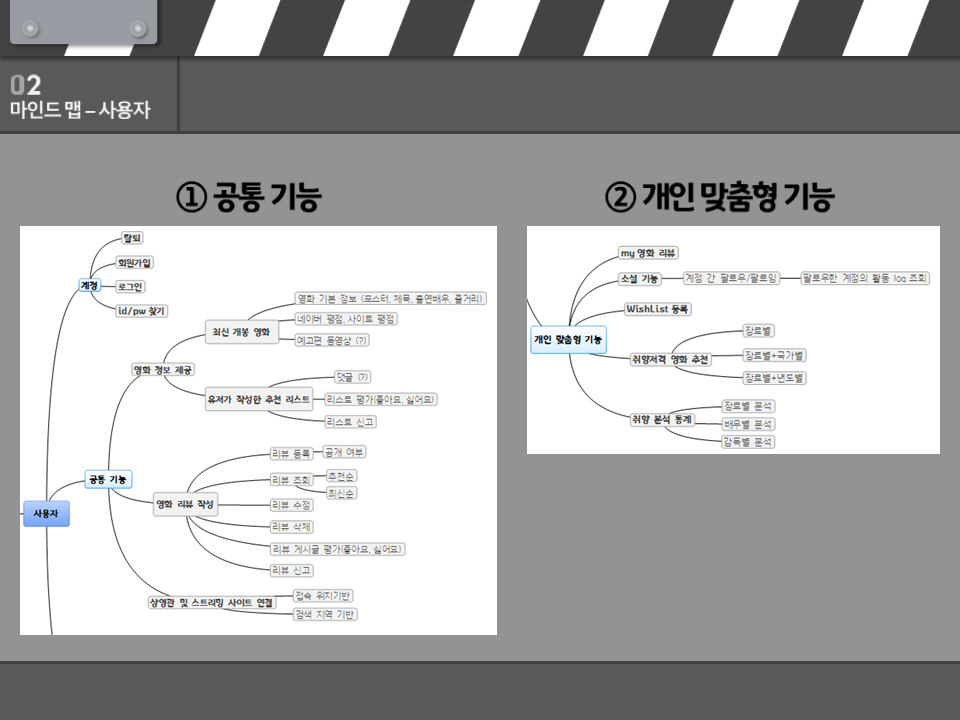 02
마인드 맵 – 사용자
① 공통 기능
탈퇴
회원가입
계정
로그인
id/pw 찾기
영화 기본 정보 (포스터, 제목, 출연배우, 줄거리)
최신 개봉 영화
네이버 평점, 사이트 평점
예고편 동영상 (?)
영화 정보 제공
댓글 (?)
유저가 작성한 추천 리스트
리스트 평가(좋아요, 싫어요)
리스트 신고
공통 기능
리뷰 등록
공개 여부
리뷰 조회
추천순
최신순
영화 리뷰 작성
리뷰 수정
리뷰 삭제
리뷰 게시글 평가(좋아요, 싫어요)
리뷰 신고
사용자
상영관 및 스트리밍 사이트 연결
접속 위치기반
검색 지역 기반
② 개인 맞춤형 기능
my 영화 리뷰
소셜 기능
계정 간 팔로우/팔로잉
팔로우한 계정의 활동 log 조회
WishList 등록
개인 맞춤형 기능
취향저격 영화 추천
장르별
장르별+국가별
장르별+년도별
취향 분석 통계
장르별 분석
배우별 분석
감독별 분석